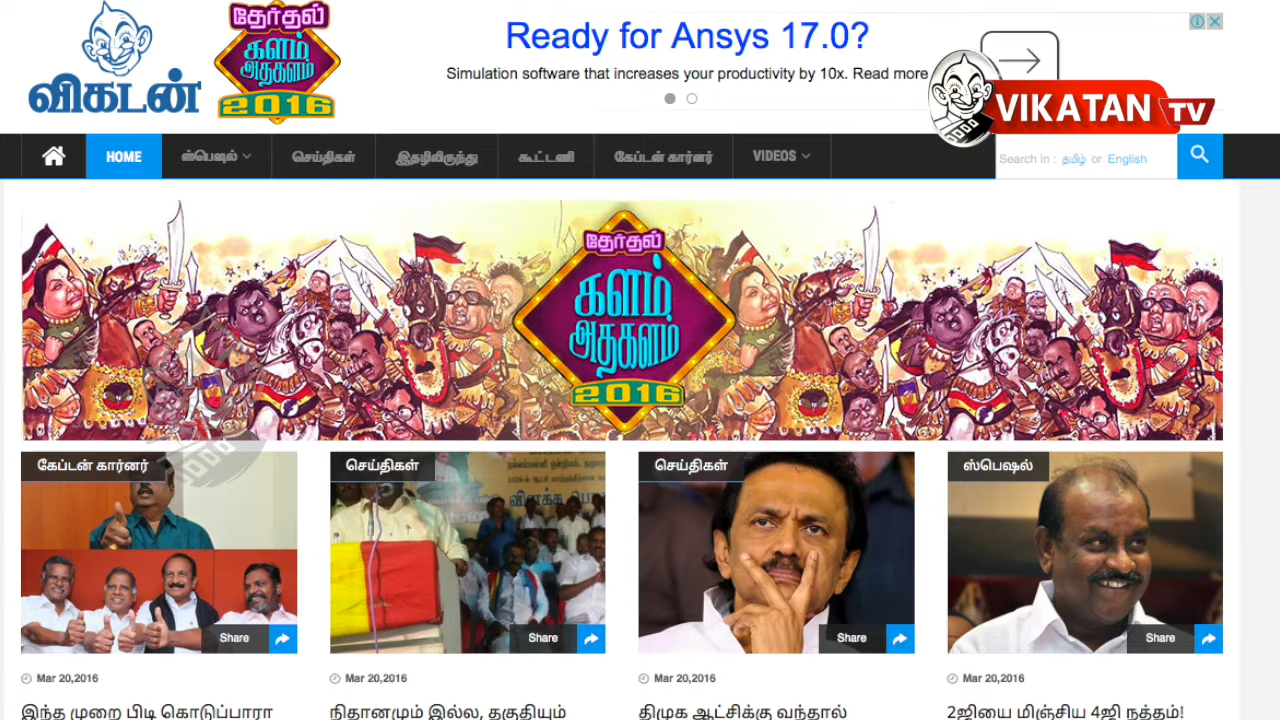 விகடன்
தேர்தல்
களம்
அதகளம்
2016
Ready for Ansys 17.0?
Simulation software that increases your productivity by 10x. Read more
VIKATAN TV
HOME
ஸ்பெஷல்
செய்திகள்
இதழிலிருந்து
கூட்டணி
கேப்டன் கார்னர்
VIDEOS
Search in : தமிழ் or English
தேர்தல்
களம்
அதகளம்
2016
கேப்டன் கார்னர்
செய்திகள்
செய்திகள்
ஸ்பெஷல்
Share
Share
Share
Share
Mar 20,2016
Mar 20,2016
Mar 20,2016
Mar 20,2016
இந்த முறை பிடி கொடுப்பாரா
நிதானமும் இல்ல, தகுதியும்
திமுக ஆட்சிக்கு வந்தால்
2ஜியை மிஞ்சிய 4ஜி நத்தம்!